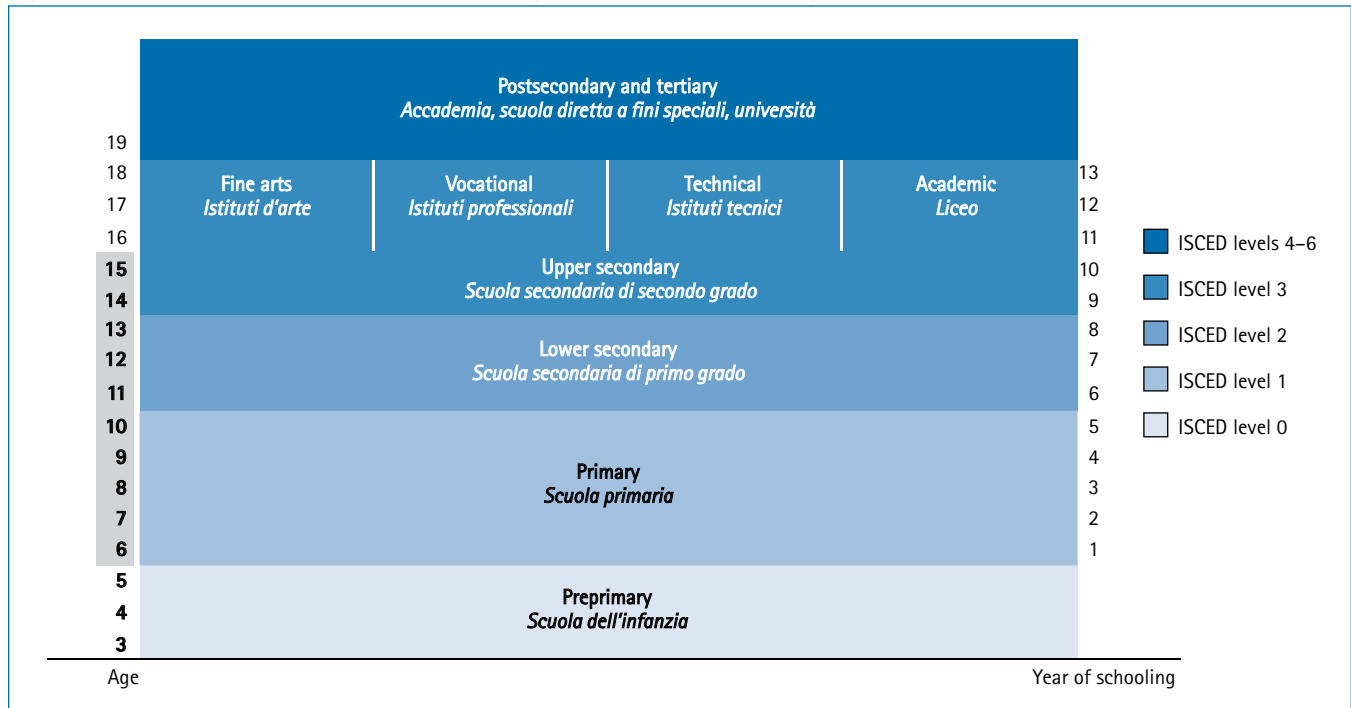 Postsecondary and tertiary
Accademia, scuola diretta a fini speciali, università
19
18
17
16
15
14
13
12
11
10
9
8
7
6
5
4
3
Fine arts
Istituti d'arte
Vocational
Istituti professionali
Technical
Istituti tecnici
Academic
Liceo
Upper secondary
Scuola secondaria di secondo grado
Lower secondary
Scuola secondaria di primo grado
Primary
Scuola primaria
Preprimary
Scuola dell'infanzia
13
12
11
10
9
8
7
6
5
4
3
2
1
ISCED levels 4–6
ISCED level 3
ISCED level 2
ISCED level 1
ISCED level 0
Age
Year of schooling